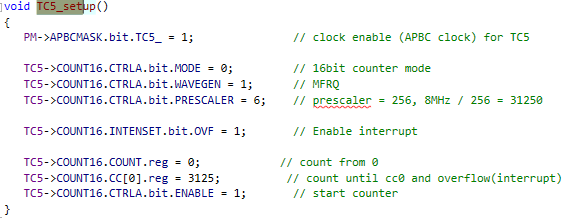 void TC5_setup()
{
PM->APBCMASK.bit.TC5_ = 1; // clock enable (APBC clock) for TC5
TC5->COUNT16.CTRLA.bit.MODE = 0; // 16bit counter mode
TC5->COUNT16.CTRLA.bit.WAVEGEN = 1; // MFRQ
TC5->COUNT16.CTRLA.bit.PRESCALER = 6; // prescaler = 256, 8MHz / 256 = 31250
TC5->COUNT16.INTENSET.bit.OVF = 1; // Enable interrupt
TC5->COUNT16.COUNT.reg = 0; // count from 0
TC5->COUNT16.CC[0].reg = 3125; // count until cc0 and overflow(interrupt)
TC5->COUNT16.CTRLA.bit.ENABLE = 1; // start counter
}